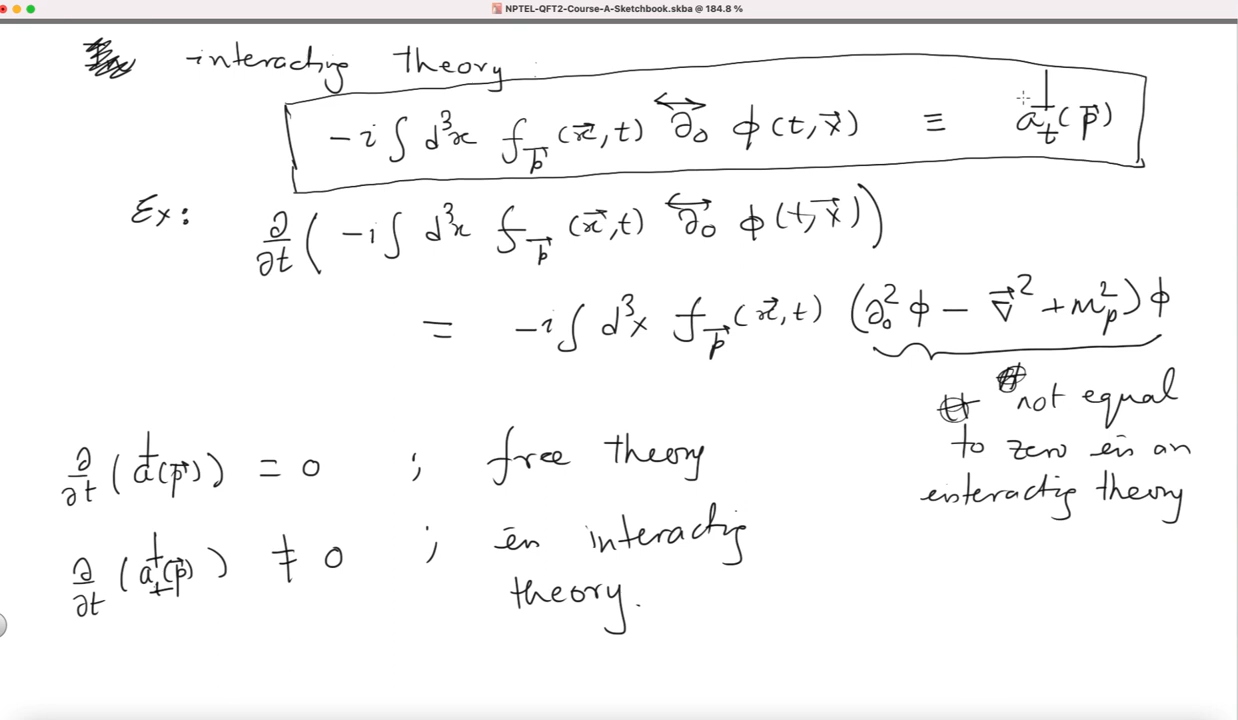 NPTEL-QFT2-Course-A-Sketchbook.skba @ 184.8 %
interacting theory
-i ∫ d³x f_p⃗ (x⃗,t) ∂₀↔ ϕ(t,x⃗) ≡ a_t†(p⃗)
Ex: ∂/∂t ( -i ∫ d³x f_p⃗ (x⃗,t) ∂₀↔ ϕ(t,x⃗) )
= -i ∫ d³x f_p⃗ (x⃗,t) (∂₀²ϕ - ∇⃗² + m_p²) ϕ
not equal
to zero in an
interacting theory
∂/∂t ( a†(p⃗) ) = 0 ; free theory
∂/∂t ( a_t†(p⃗) ) ≠ 0 ; in interacting
theory.